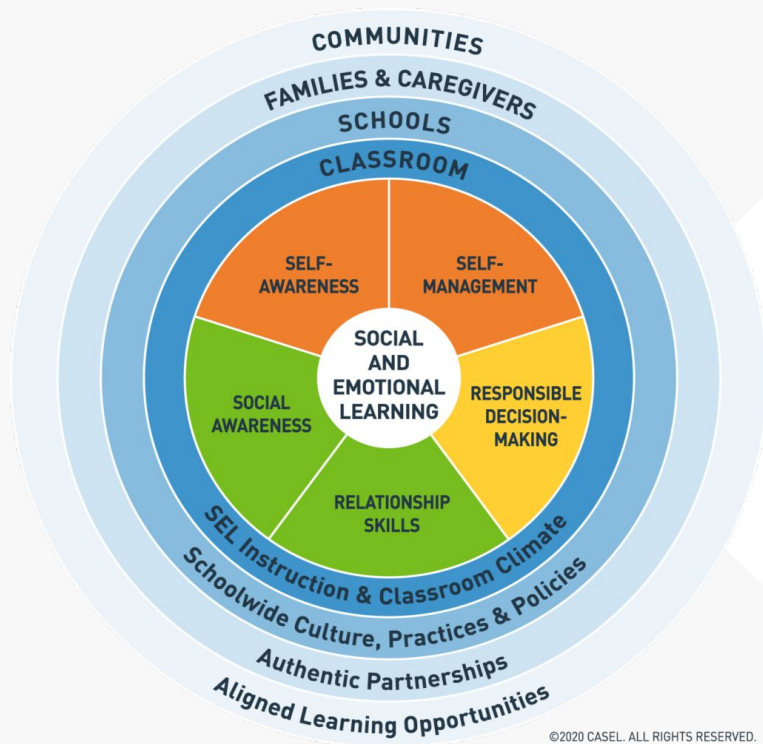 COMMUNITIES
FAMILIES & CAREGIVERS
SCHOOLS
CLASSROOM
SELF-
AWARENESS
SELF-
MANAGEMENT
SOCIAL
AND
EMOTIONAL
LEARNING
SOCIAL
AWARENESS
RESPONSIBLE
DECISION-
MAKING
RELATIONSHIP
SKILLS
SEL Instruction & Classroom Climate
Schoolwide Culture, Practices & Policies
Authentic Partnerships
Aligned Learning Opportunities
©2020 CASEL. ALL RIGHTS RESERVED.